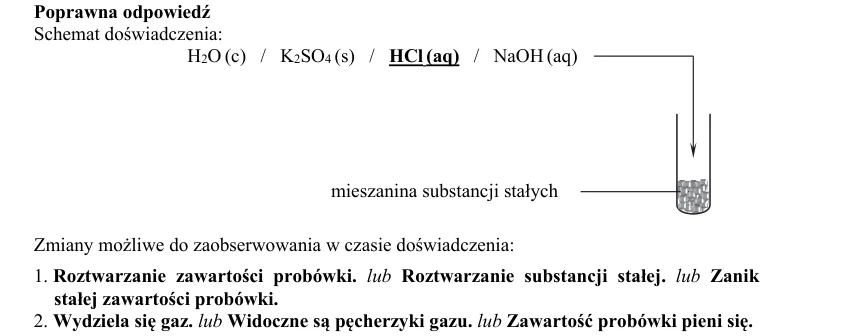 Poprawna odpowiedź
Schemat doświadczenia:
H₂O (c) / K₂SO₄ (s) / HCl (aq) / NaOH (aq)
mieszanina substancji stałych
Zmiany możliwe do zaobserwowania w czasie doświadczenia:
1. Roztwarzanie zawartości probówki. lub Roztwarzanie substancji stałej. lub Zanik
stałej zawartości probówki.
2. Wydziela się gaz. lub Widoczne są pęcherzyki gazu. lub Zawartość probówki pieni się.